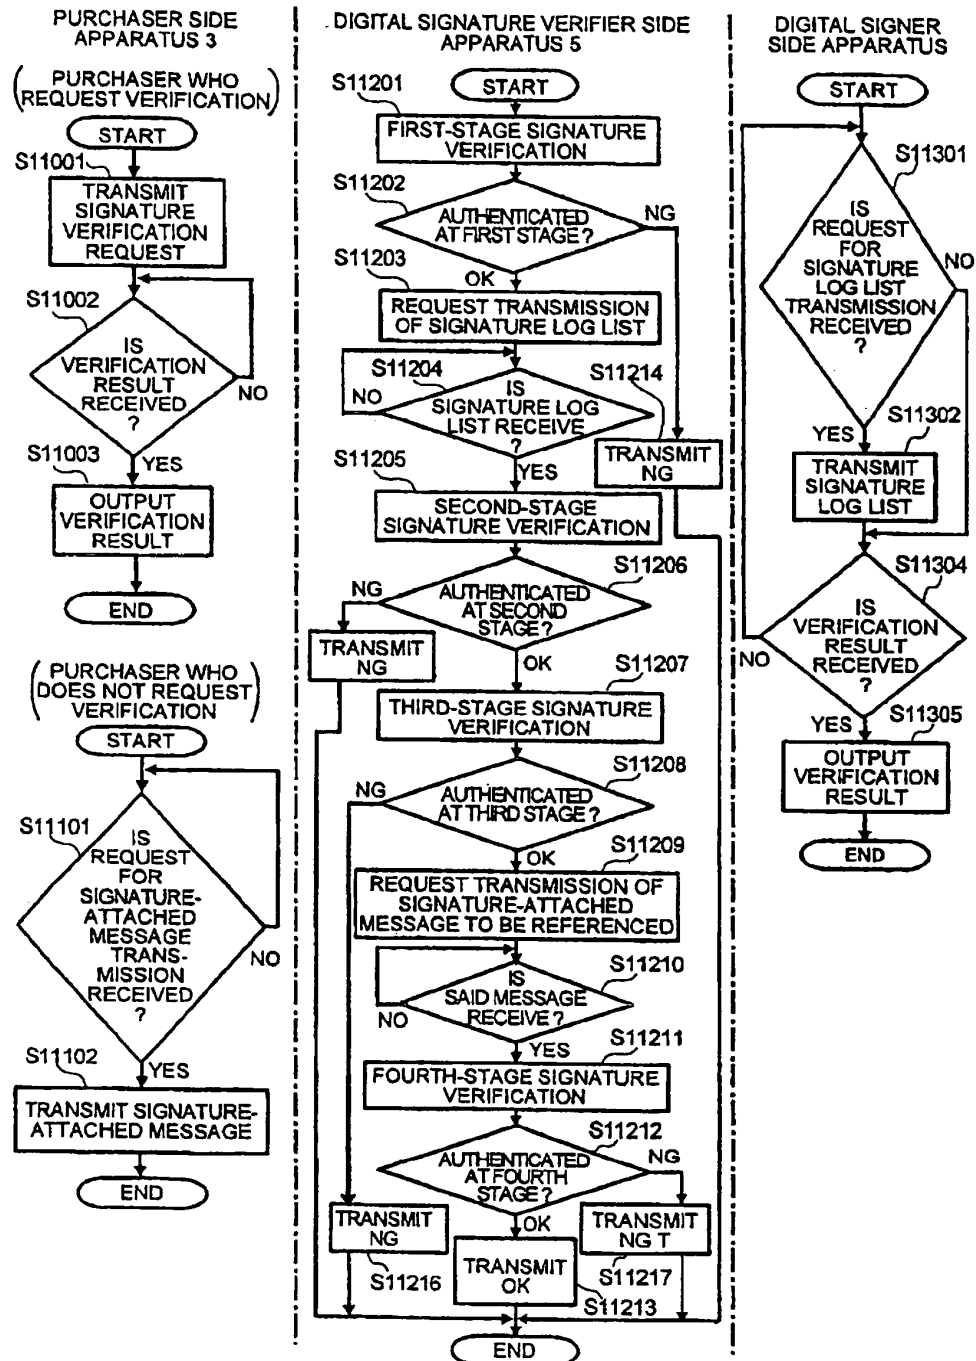 PURCHASER SIDE
APPARATUS 3
(PURCHASER WHO
REQUEST VERIFICATION)
START
S11001
TRANSMIT
SIGNATURE
VERIFICATION
REQUEST
S11002
IS
VERIFICATION
RESULT
RECEIVED
?
NO
S11003
YES
OUTPUT
VERIFICATION
RESULT
END
(PURCHASER WHO
DOES NOT REQUEST
VERIFICATION)
START
S11101
IS
REQUEST
FOR
SIGNATURE-
ATTACHED
MESSAGE
TRANS-
MISSION
RECEIVED
?
NO
S11102
YES
TRANSMIT SIGNATURE-
ATTACHED MESSAGE
END
DIGITAL SIGNATURE VERIFIER SIDE
APPARATUS 5
S11201
START
FIRST-STAGE SIGNATURE
VERIFICATION
S11202
AUTHENTICATED
AT FIRST STAGE?
NG
S11203
OK
REQUEST TRANSMISSION
OF SIGNATURE LOG LIST
S11204
NO
IS
SIGNATURE LOG
LIST RECEIVE
?
S11214
TRANSMIT
NG
S11205
YES
SECOND-STAGE
SIGNATURE VERIFICATION
S11206
NG
AUTHENTICATED
AT SECOND
STAGE?
TRANSMIT
NG
OK
S11207
THIRD-STAGE SIGNATURE
VERIFICATION
S11208
NG
AUTHENTICATED
AT THIRD STAGE?
OK
S11209
REQUEST TRANSMISSION OF
SIGNATURE-ATTACHED
MESSAGE TO BE REFERENCED
S11210
IS
SAID MESSAGE
RECEIVE?
NO
YES
S11211
FOURTH-STAGE SIGNATURE
VERIFICATION
S11212
AUTHENTICATED
AT FOURTH
STAGE?
NG
TRANSMIT
NG
S11216
OK
TRANSMIT
OK
S11213
TRANSMIT
NG T
S11217
END
DIGITAL SIGNER
SIDE APPARATUS
START
S11301
IS
REQUEST
FOR
SIGNATURE
LOG LIST
TRANSMISSION
RECEIVED
?
NO
YES
S11302
TRANSMIT
SIGNATURE
LOG LIST
S11304
IS
VERIFICATION
RESULT
RECEIVED
?
NO
YES
S11305
OUTPUT
VERIFICATION
RESULT
END